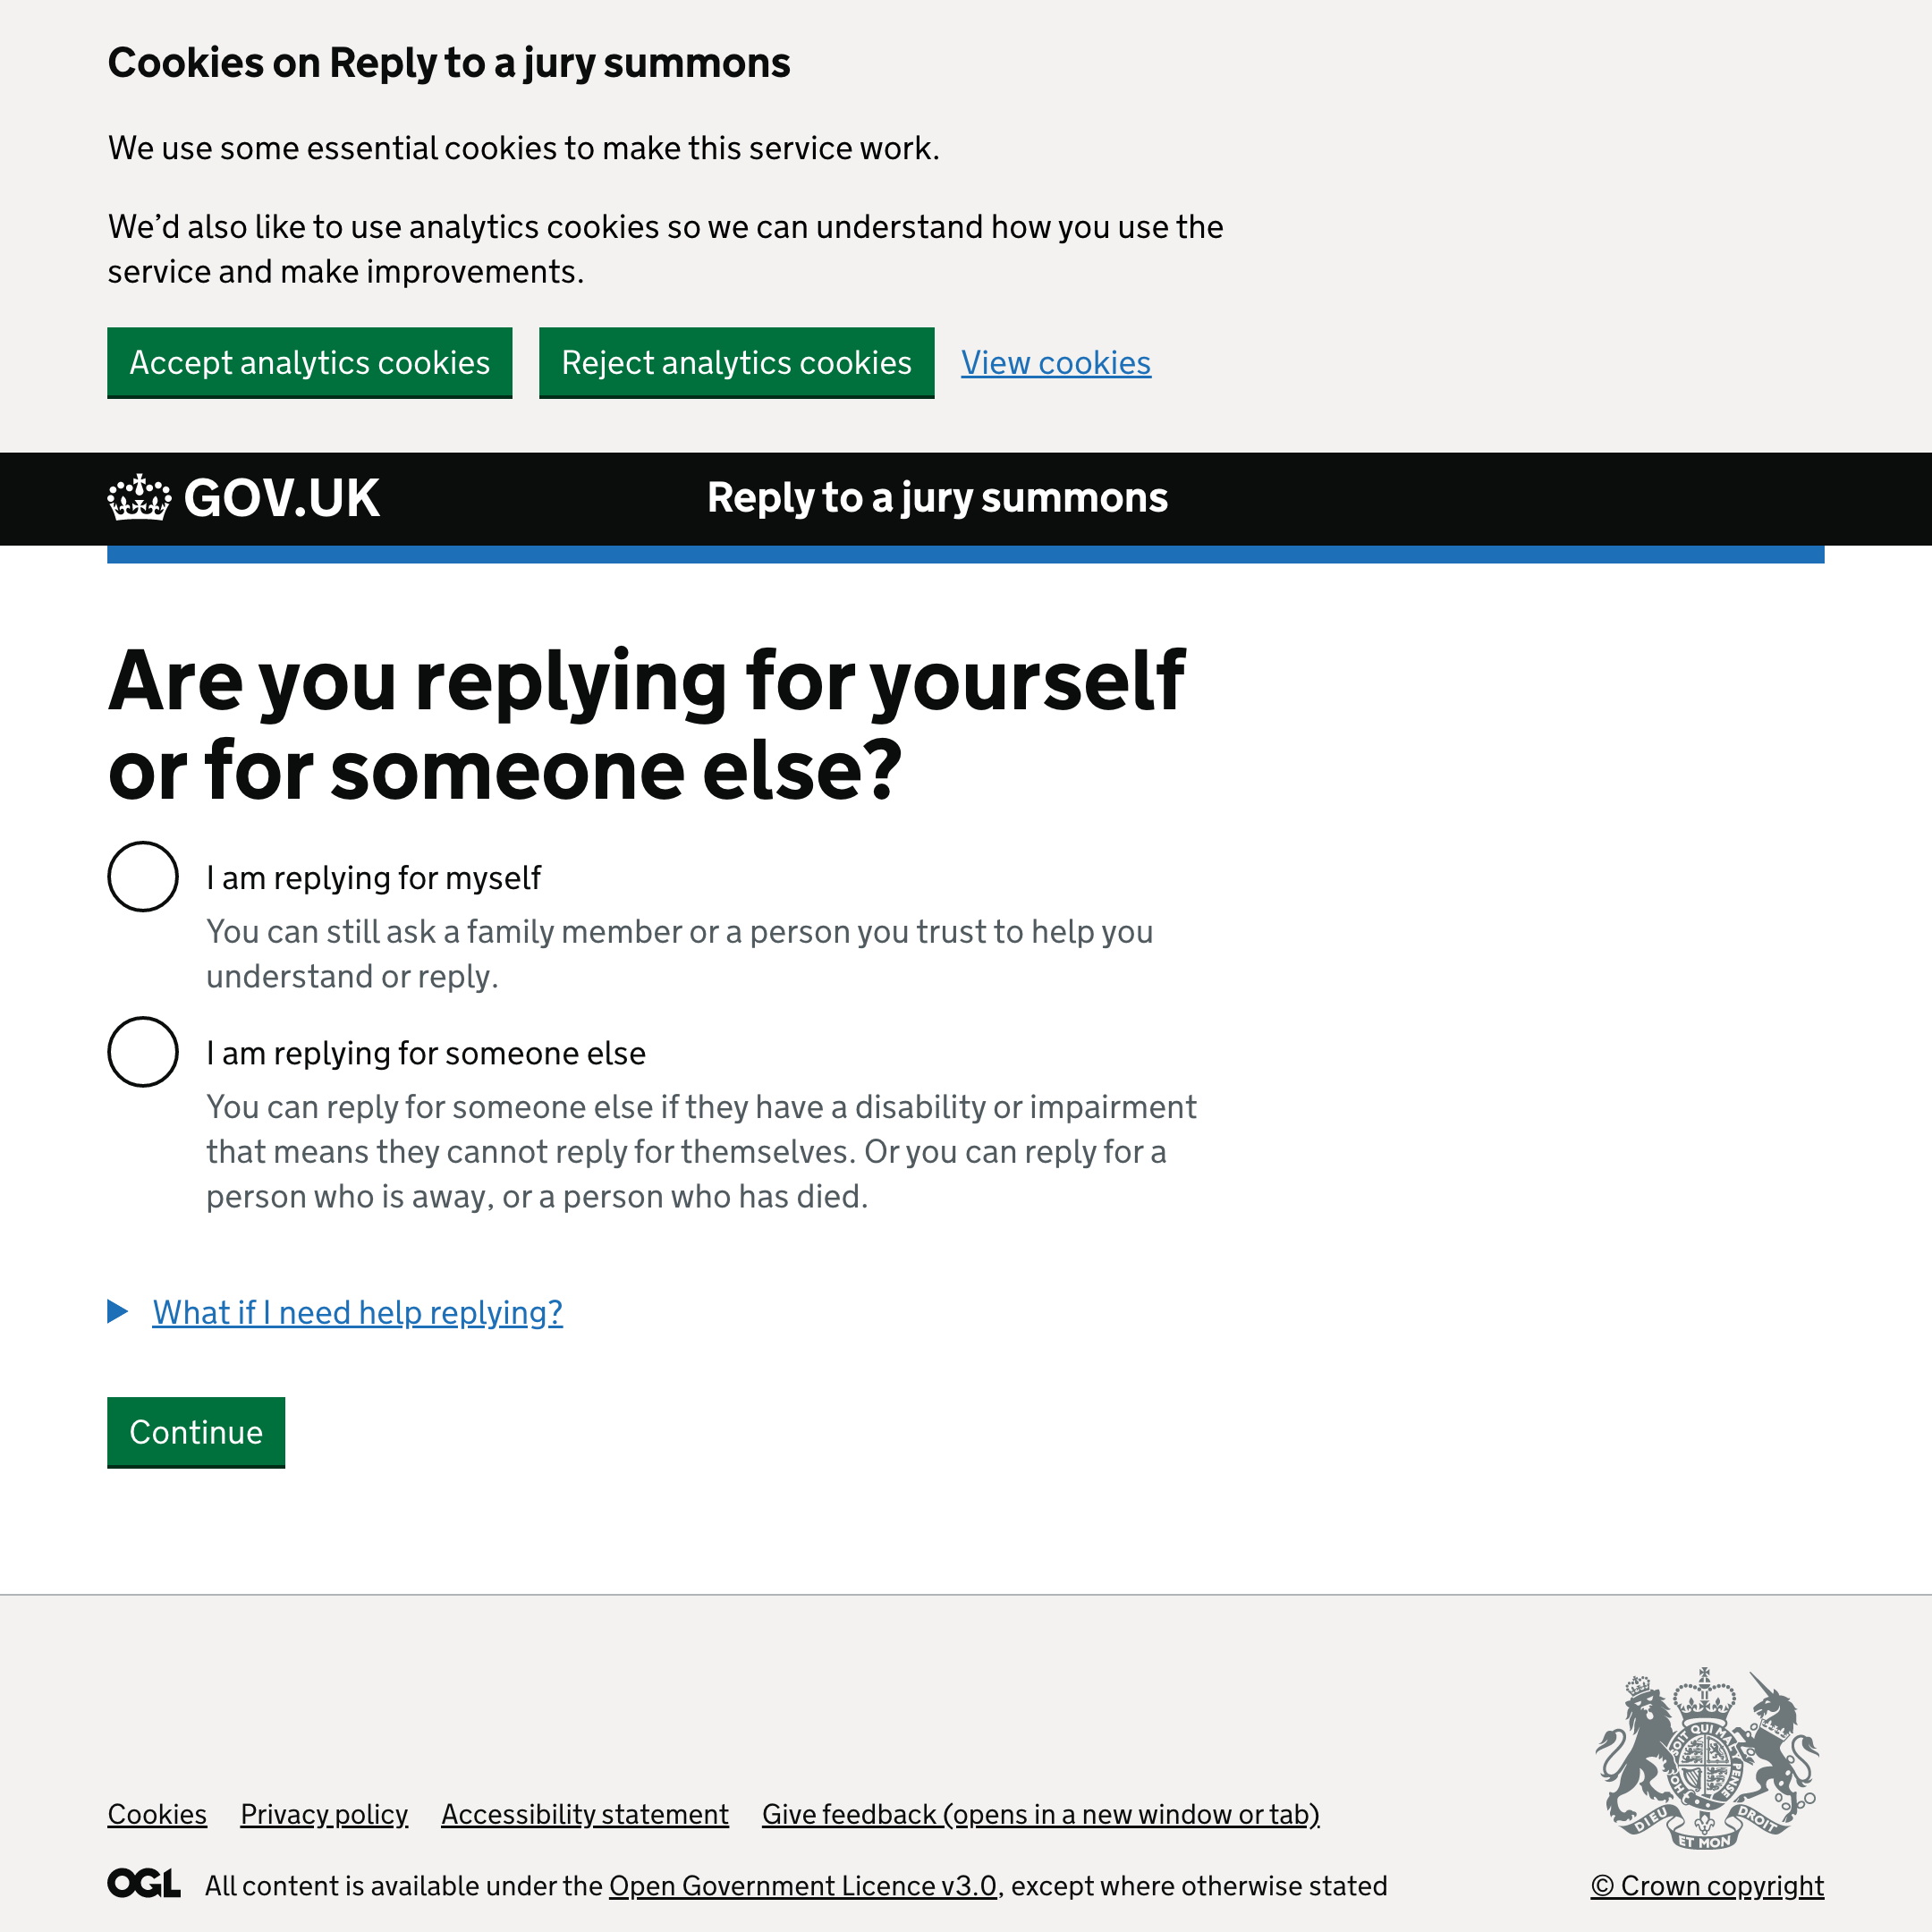 Cookies on Reply to a jury summons
We use some essential cookies to make this service work.
We’d also like to use analytics cookies so we can understand how you use the
service and make improvements.
Accept analytics cookies
Reject analytics cookies
View cookies
GOV.UK
Reply to a jury summons
Are you replying for yourself
or for someone else?
I am replying for myself
You can still ask a family member or a person you trust to help you
understand or reply.
I am replying for someone else
You can reply for someone else if they have a disability or impairment
that means they cannot reply for themselves. Or you can reply for a
person who is away, or a person who has died.
What if I need help replying?
Continue
Cookies
Privacy policy
Accessibility statement
Give feedback (opens in a new window or tab)
OGL
All content is available under the Open Government Licence v3.0, except where otherwise stated
DIEU
ET MON
DROIT
© Crown copyright